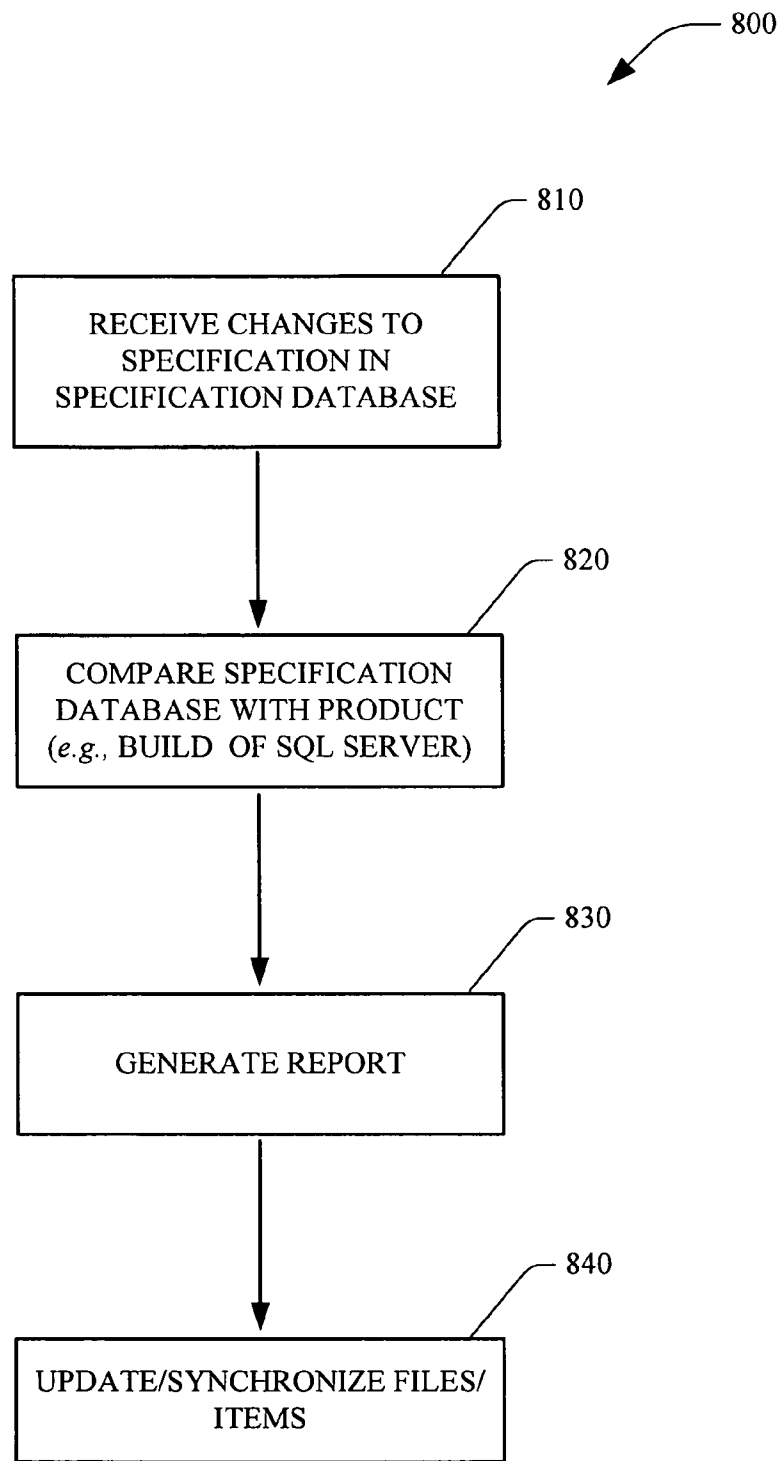 800
810
RECEIVE CHANGES TO
SPECIFICATION IN
SPECIFICATION DATABASE
820
COMPARE SPECIFICATION
DATABASE WITH PRODUCT
(e.g., BUILD OF SQL SERVER)
830
GENERATE REPORT
840
UPDATE/SYNCHRONIZE FILES/
ITEMS